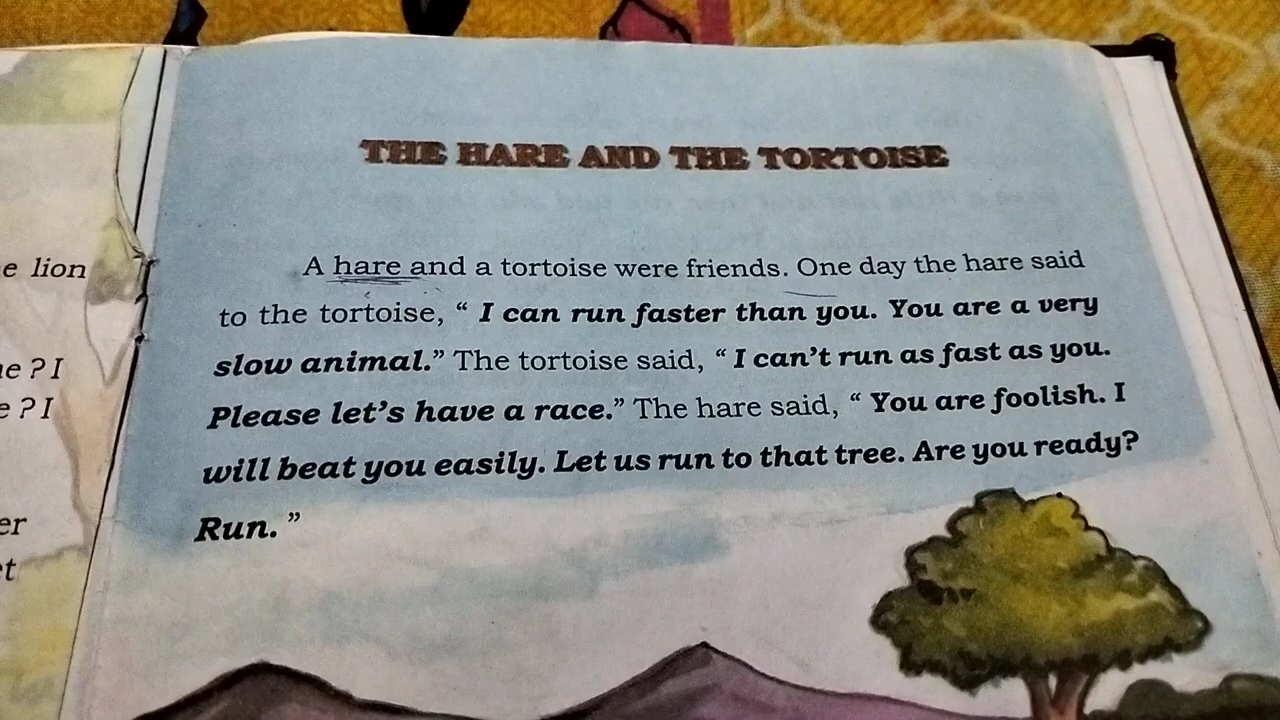 e lion
e ? I
e ? I
er
t
THE HARE AND THE TORTOISE
A hare and a tortoise were friends. One day the hare said
to the tortoise, “ I can run faster than you. You are a very
slow animal.” The tortoise said, “ I can’t run as fast as you.
Please let’s have a race.” The hare said, “ You are foolish. I
will beat you easily. Let us run to that tree. Are you ready?
Run. ”